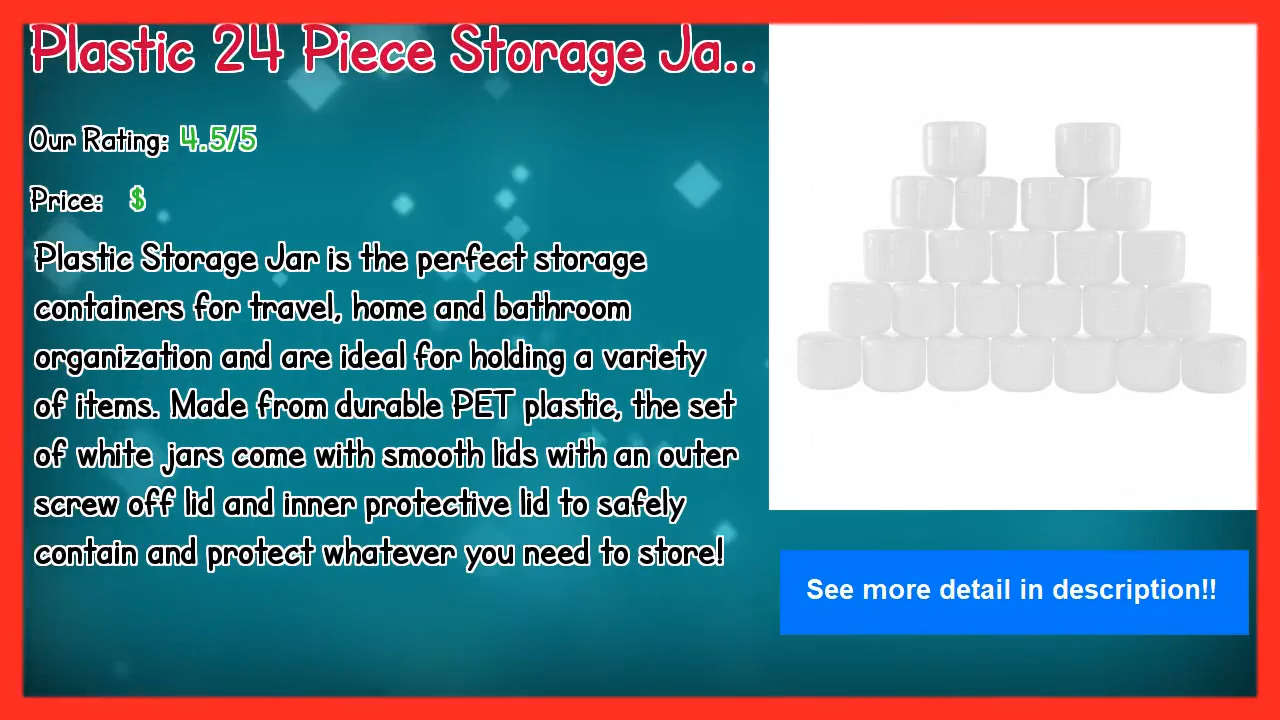 Plastic 24 Piece Storage Ja..
Our Rating: 4.5/5
Price: $
Plastic Storage Jar is the perfect storage
containers for travel, home and bathroom
organization and are ideal for holding a variety
of items. Made from durable PET plastic, the set
of white jars come with smooth lids with an outer
screw off lid and inner protective lid to safely
contain and protect whatever you need to store!
See more detail in description!!